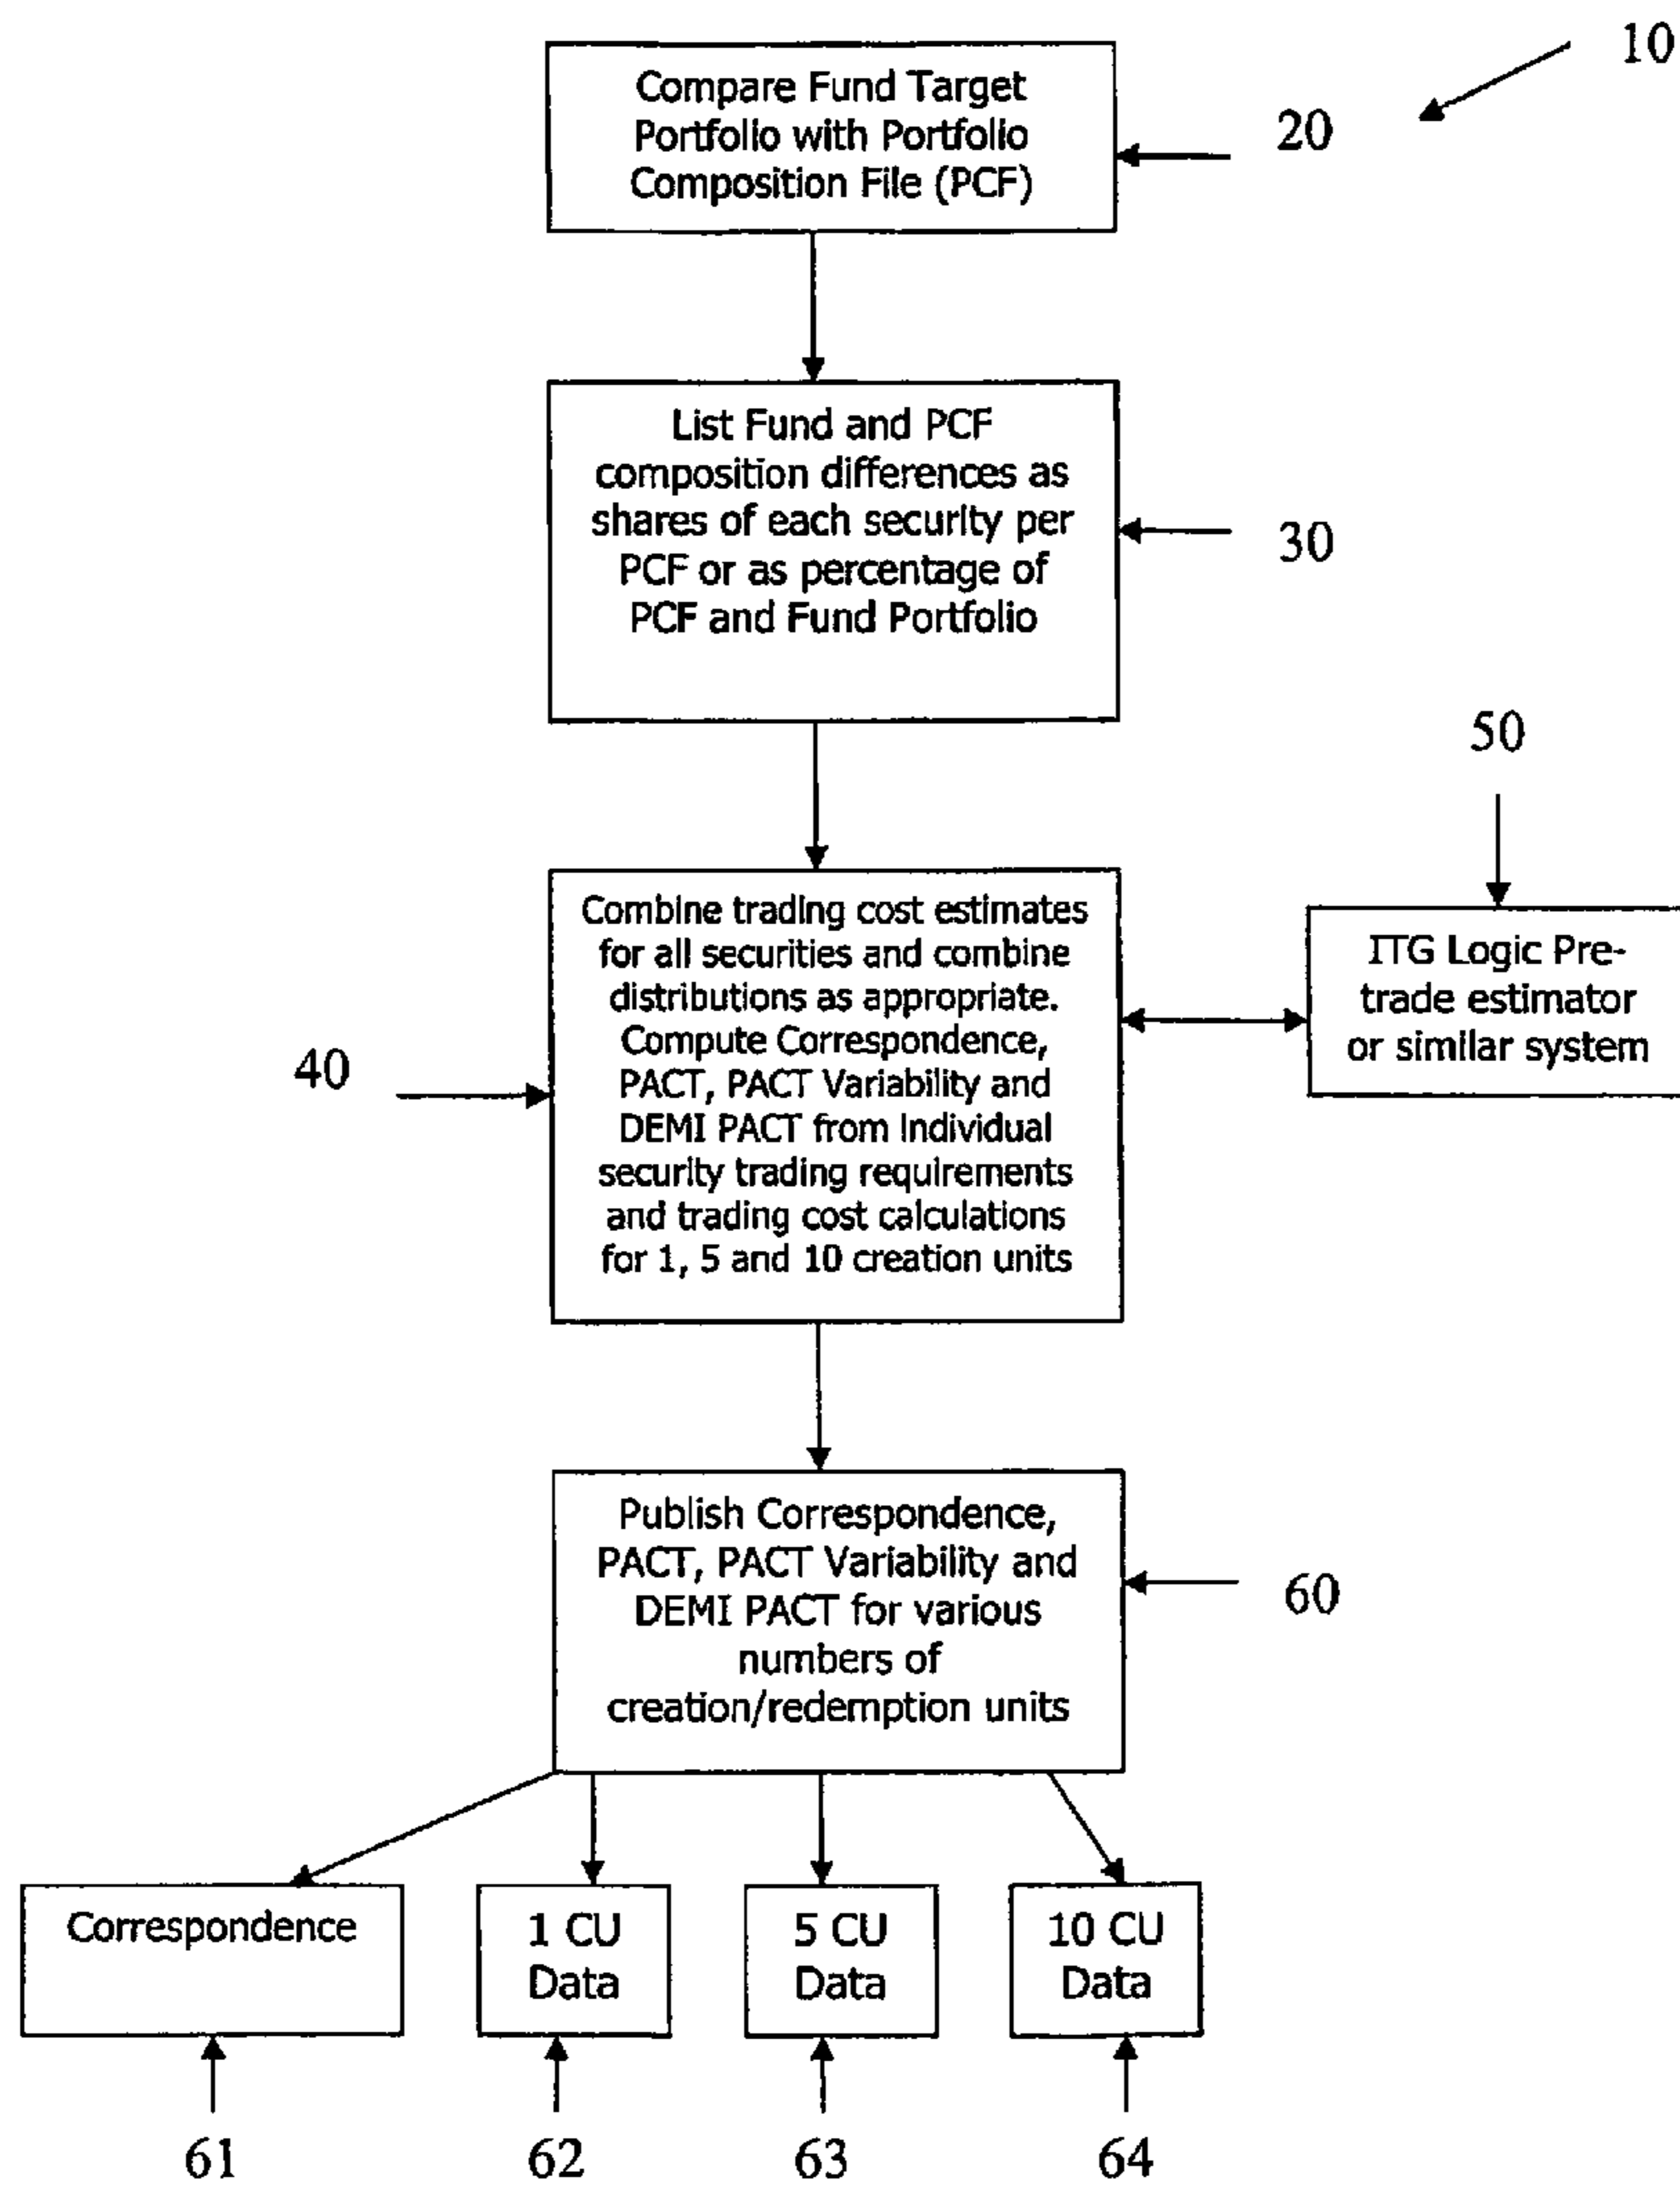 10
Compare Fund Target
Portfolio with Portfolio
Composition File (PCF)
20
List Fund and PCF
composition differences as
shares of each security per
PCF or as percentage of
PCF and Fund Portfolio
30
50
Combine trading cost estimates
for all securities and combine
distributions as appropriate.
Compute Correspondence,
PACT, PACT Variability and
DEMI PACT from Individual
security trading requirements
and trading cost calculations
for 1, 5 and 10 creation units
40
ITG Logic Pre-
trade estimator
or similar system
Publish Correspondence,
PACT, PACT Variability and
DEMI PACT for various
numbers of
creation/redemption units
60
Correspondence
1 CU
Data
5 CU
Data
10 CU
Data
61
62
63
64